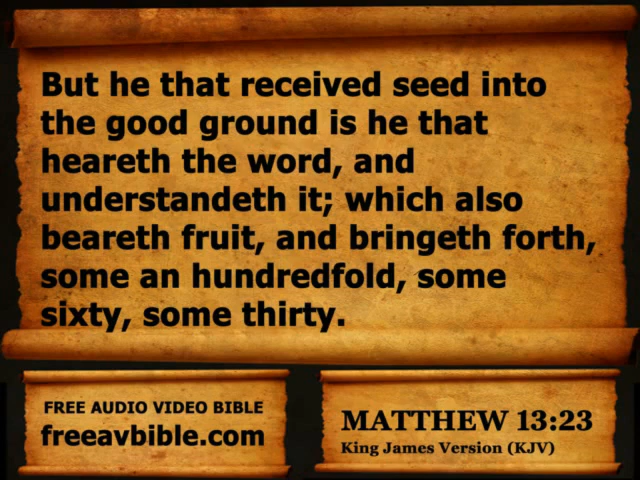 But he that received seed into
the good ground is he that
heareth the word, and
understandeth it; which also
beareth fruit, and bringeth forth,
some an hundredfold, some
sixty, some thirty.
FREE AUDIO VIDEO BIBLE
freeavbible.com
MATTHEW 13:23
King James Version (KJV)